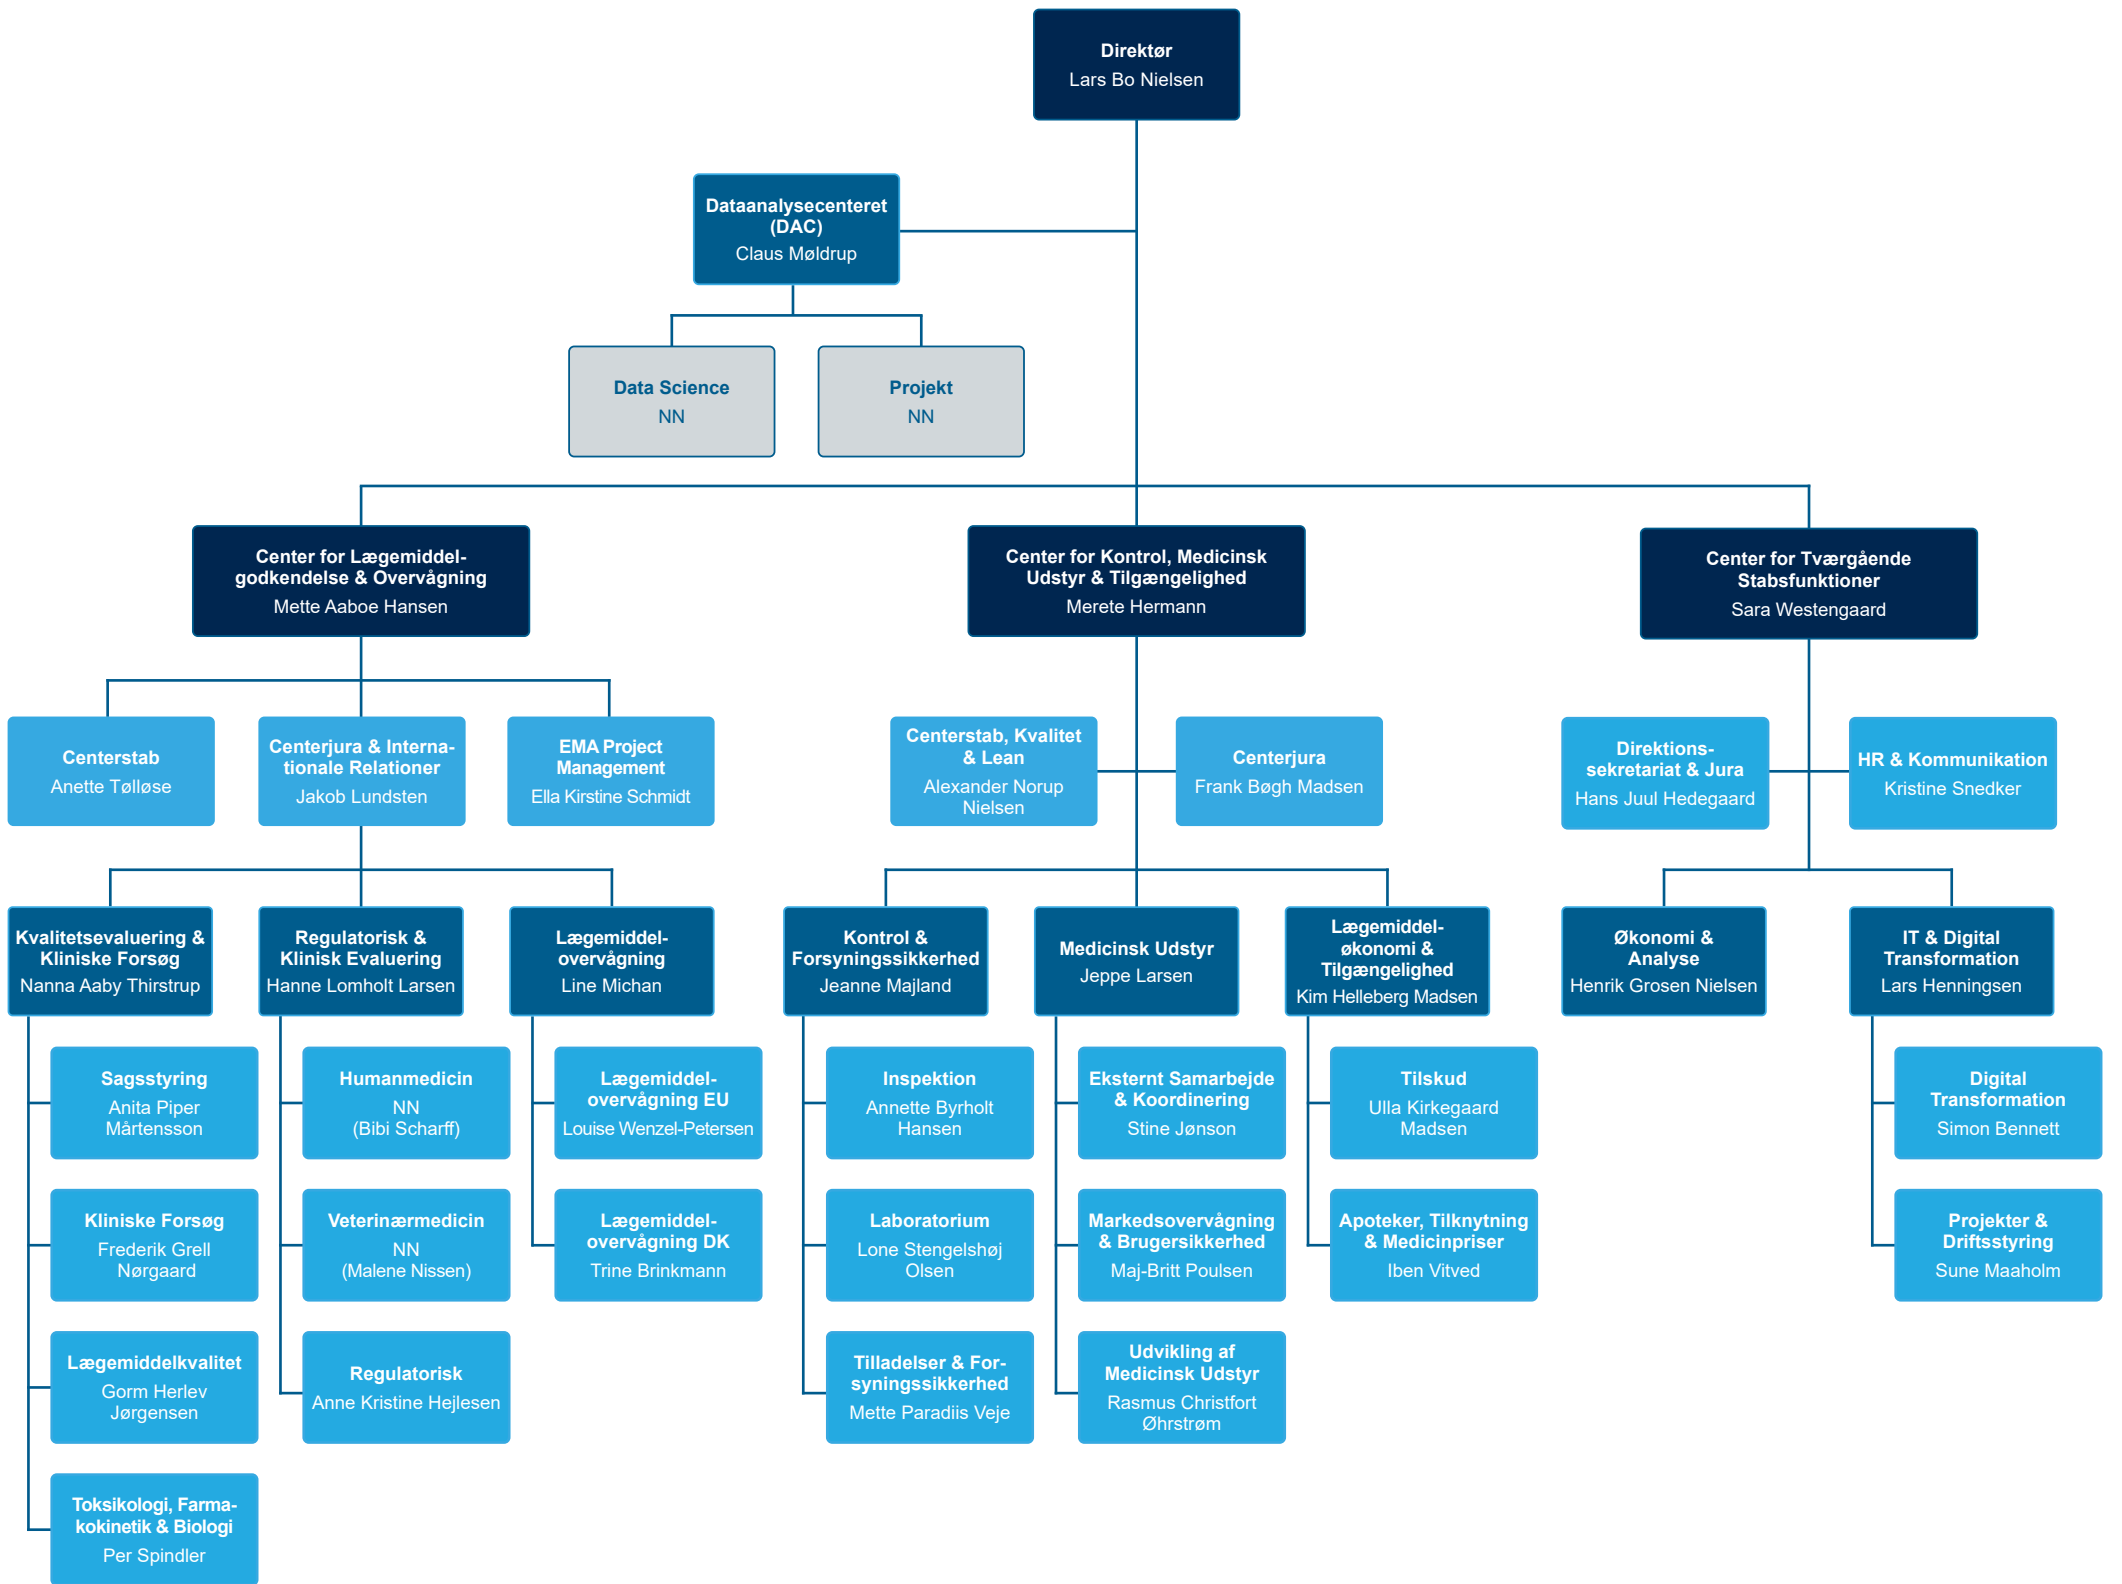 Direktør
Lars Bo Nielsen
Dataanalysecenteret
(DAC)
Claus Møldrup
Data Science
NN
Projekt
NN
Center for Lægemiddel-
godkendelse & Overvågning
Mette Aaboe Hansen
Center for Kontrol, Medicinsk
Udstyr & Tilgængelighed
Merete Hermann
Center for Tværgående
Stabsfunktioner
Sara Westengaard
Centerstab
Anette Tølløse
Centerjura & Interna-
tionale Relationer
Jakob Lundsten
EMA Project
Management
Ella Kirstine Schmidt
Centerstab, Kvalitet
& Lean
Alexander Norup
Nielsen
Centerjura
Frank Bøgh Madsen
Direktions-
sekretariat & Jura
Hans Juul Hedegaard
HR & Kommunikation
Kristine Snedker
Kvalitetsevaluering &
Kliniske Forsøg
Nanna Aaby Thirstrup
Regulatorisk &
Klinisk Evaluering
Hanne Lomholt Larsen
Lægemiddel-
overvågning
Line Michan
Kontrol &
Forsyningssikkerhed
Jeanne Majland
Medicinsk Udstyr
Jeppe Larsen
Lægemiddel-
økonomi &
Tilgængelighed
Kim Helleberg Madsen
Økonomi &
Analyse
Henrik Grosen Nielsen
IT & Digital
Transformation
Lars Henningsen
Sagsstyring
Anita Piper
Mårtensson
Humanmedicin
NN
(Bibi Scharff)
Lægemiddel-
overvågning EU
Louise Wenzel-Petersen
Inspektion
Annette Byrholt
Hansen
Eksternt Samarbejde
& Koordinering
Stine Jønson
Tilskud
Ulla Kirkegaard
Madsen
Digital
Transformation
Simon Bennett
Kliniske Forsøg
Frederik Grell
Nørgaard
Veterinærmedicin
NN
(Malene Nissen)
Lægemiddel-
overvågning DK
Trine Brinkmann
Laboratorium
Lone Stengelshøj
Olsen
Markedsovervågning
& Brugersikkerhed
Maj-Britt Poulsen
Apoteker, Tilknytning
& Medicinpriser
Iben Vitved
Projekter &
Driftsstyring
Sune Maaholm
Lægemiddelkvalitet
Gorm Herlev
Jørgensen
Regulatorisk
Anne Kristine Hejlesen
Tilladelser & For-
syningssikkerhed
Mette Paradiis Veje
Udvikling af
Medicinsk Udstyr
Rasmus Christfort
Øhrstrøm
Toksikologi, Farma-
kokinetik & Biologi
Per Spindler